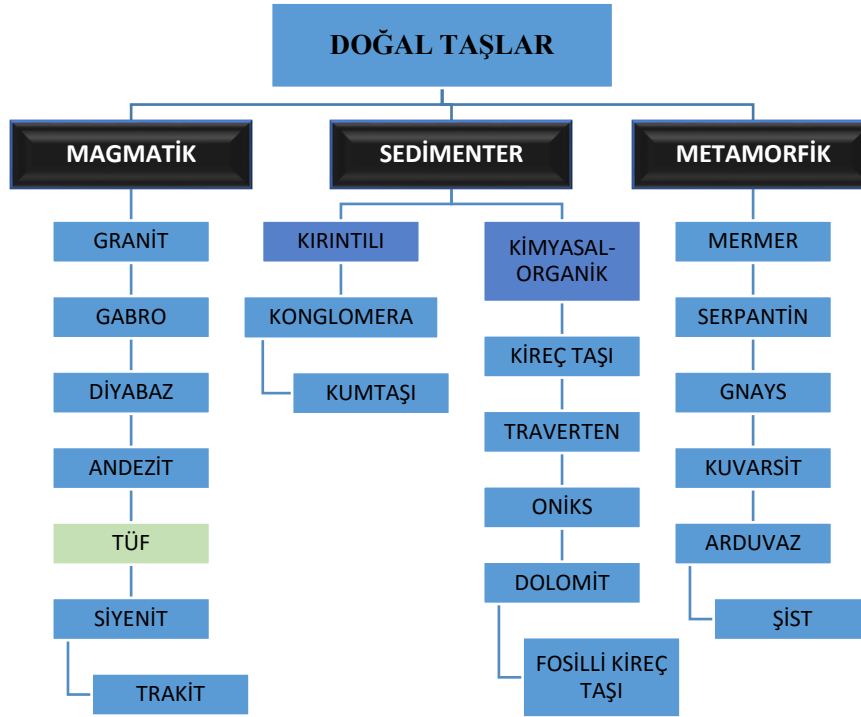 DOĞAL TAŞLAR
MAGMATİK
GRANİT
GABRO
DİYABAZ
ANDEZİT
TÜF
SİYENİT
TRAKİT
SEDİMENTER
KIRINTILI
KONGLOMERA
KUMTAŞI
KİMYASAL-
ORGANİK
KİREÇ TAŞI
TRAVERTEN
ONİKS
DOLOMİT
FOSİLLİ KİREÇ
TAŞI
METAMORFİK
MERMER
SERPANTİN
GNAYS
KUVARSİT
ARDUVAZ
ŞİST